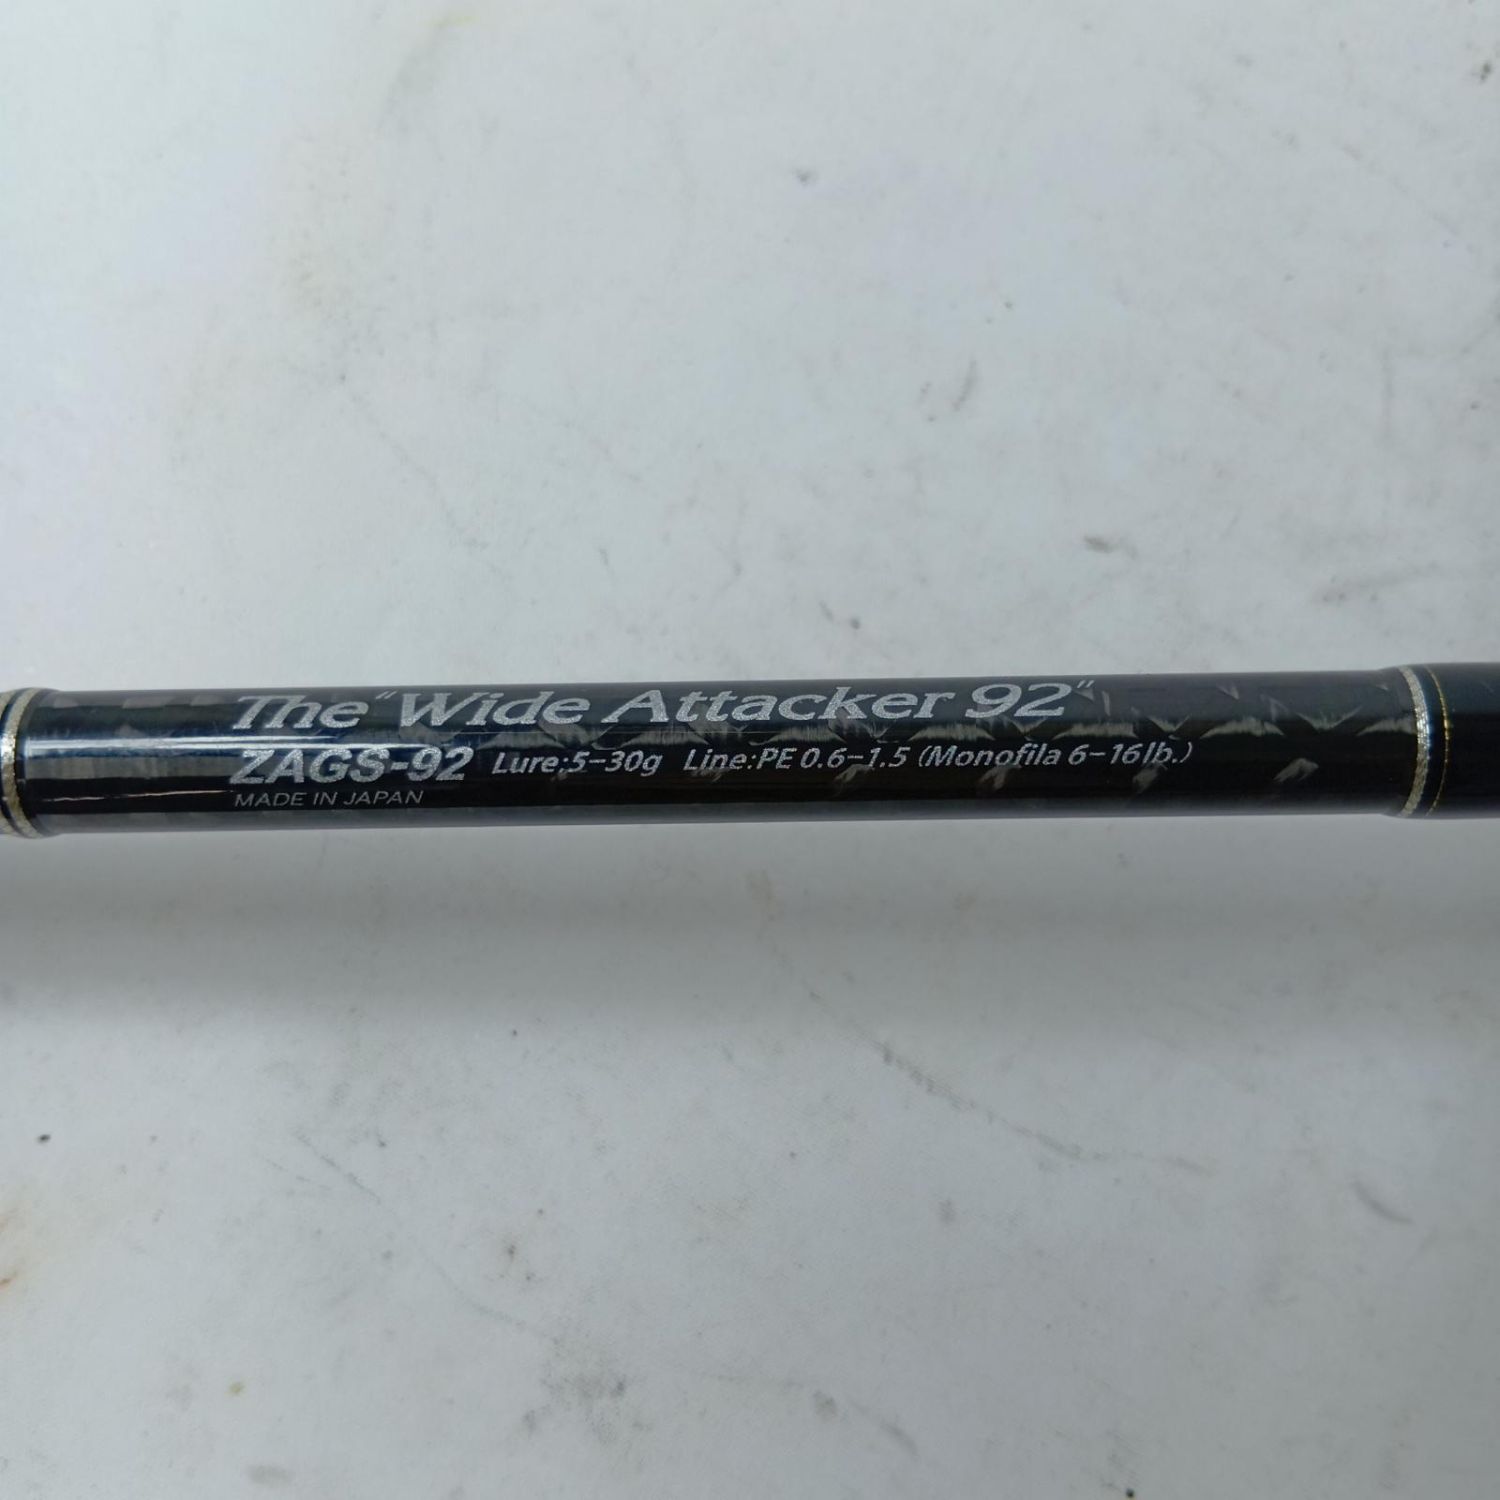 The "Wide Attacker 92"
ZAGS-92 Lure:5-30g Line:PE 0.6-1.5 (Monofila 6-16lb.)
MADE IN JAPAN